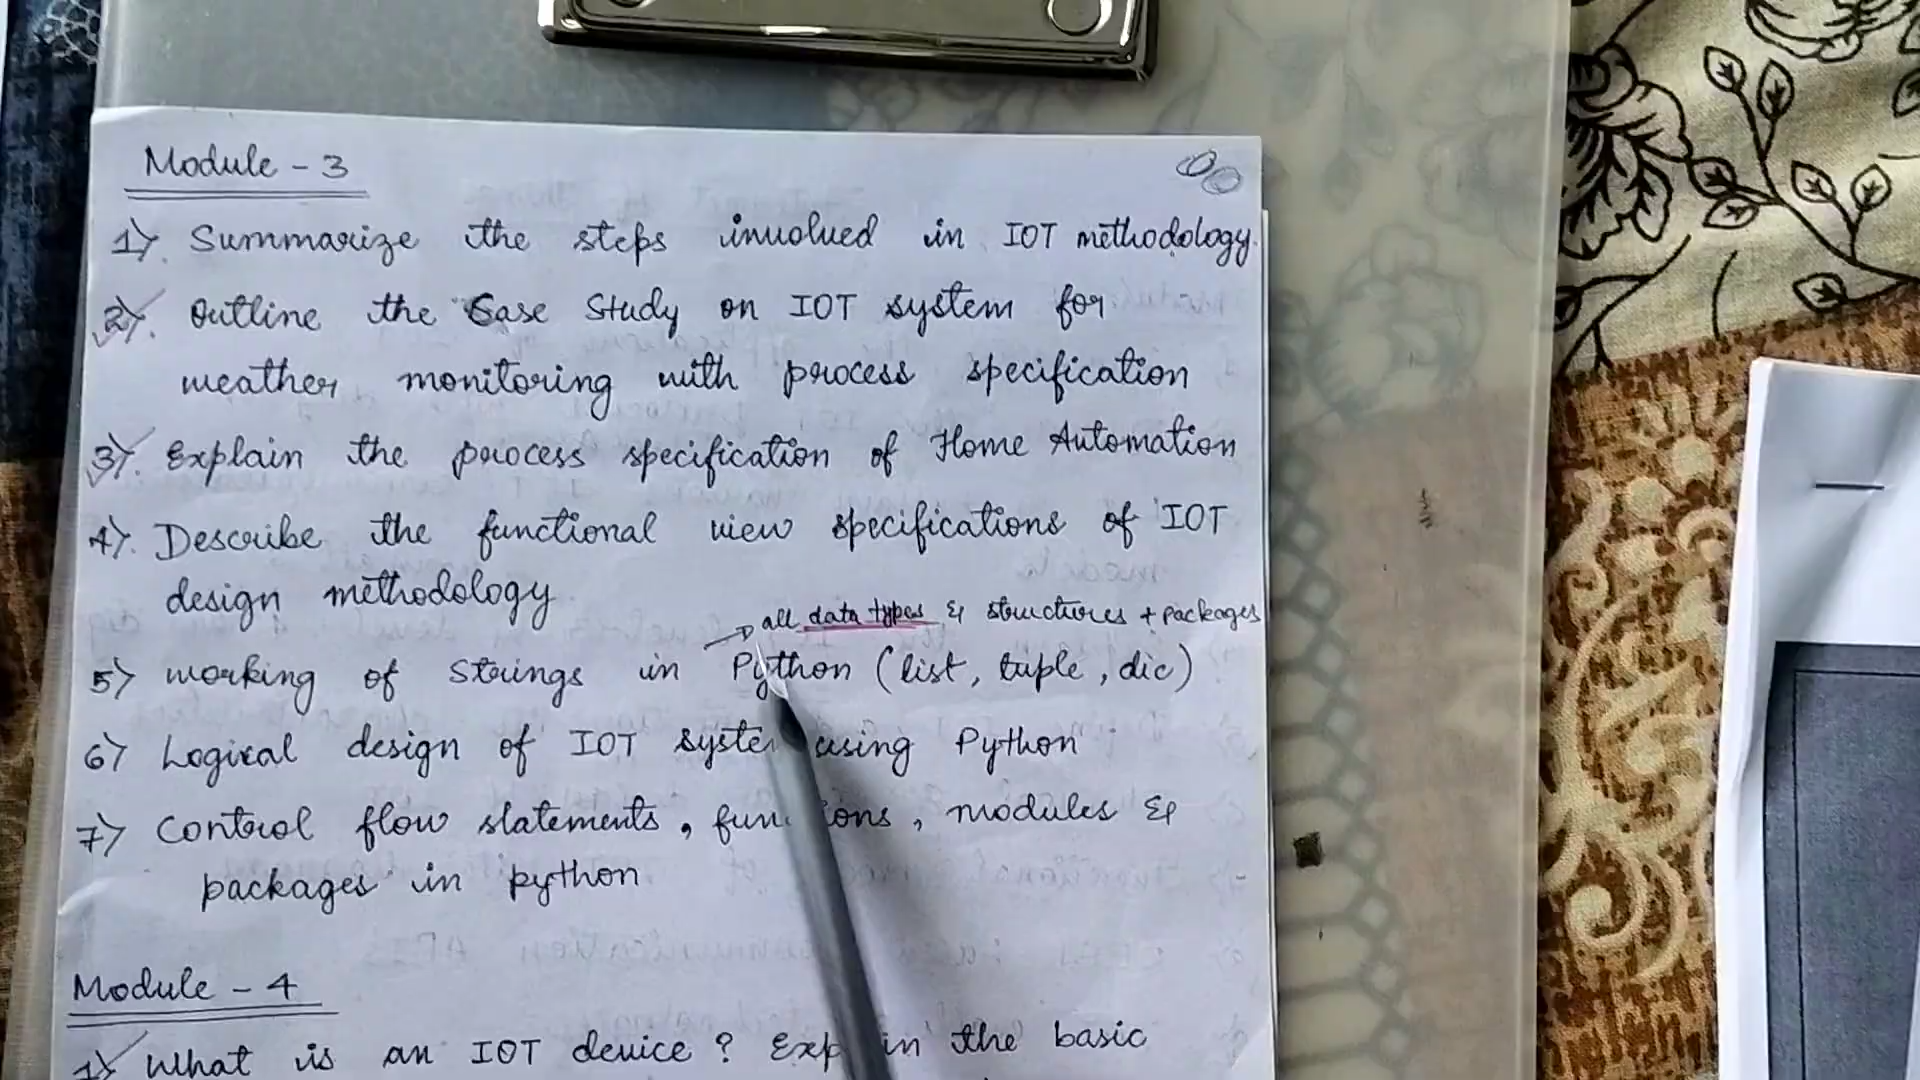 Module - 3
1) Summarize the steps involved in IOT methodology.
2) Outline the Case Study on IOT system for
weather monitoring with process specification
3) Explain the process specification of Home Automation
4) Describe the functional view specifications of IOT
design methodology
→ all data types & structures + packages
5) working of Strings in Python (list, tuple, dic)
6) Logical design of IOT system using Python
7) Control flow statements, functions, modules &
packages in python
Module - 4
1) What is an IOT device? Explain the basic